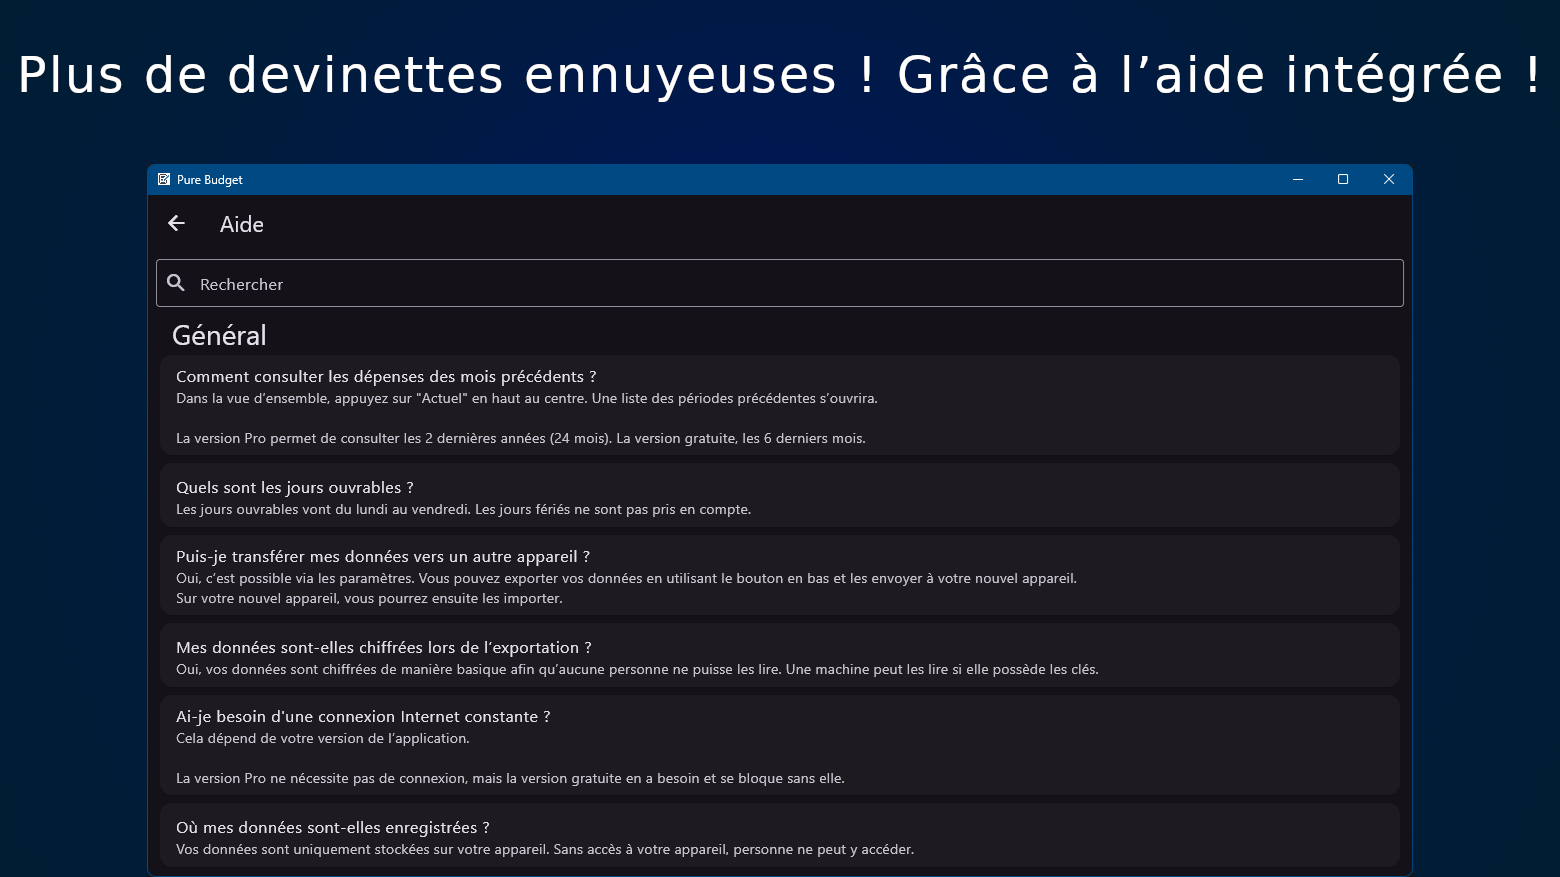 Plus de devinettes ennuyeuses ! Grâce à l’aide intégrée !
Pure Budget
Aide
Rechercher
Général
Comment consulter les dépenses des mois précédents ?
Dans la vue d’ensemble, appuyez sur "Actuel" en haut au centre. Une liste des périodes précédentes s’ouvrira.
La version Pro permet de consulter les 2 dernières années (24 mois). La version gratuite, les 6 derniers mois.
Quels sont les jours ouvrables ?
Les jours ouvrables vont du lundi au vendredi. Les jours fériés ne sont pas pris en compte.
Puis-je transférer mes données vers un autre appareil ?
Oui, c’est possible via les paramètres. Vous pouvez exporter vos données en utilisant le bouton en bas et les envoyer à votre nouvel appareil.
Sur votre nouvel appareil, vous pourrez ensuite les importer.
Mes données sont-elles chiffrées lors de l’exportation ?
Oui, vos données sont chiffrées de manière basique afin qu’aucune personne ne puisse les lire. Une machine peut les lire si elle possède les clés.
Ai-je besoin d'une connexion Internet constante ?
Cela dépend de votre version de l’application.
La version Pro ne nécessite pas de connexion, mais la version gratuite en a besoin et se bloque sans elle.
Où mes données sont-elles enregistrées ?
Vos données sont uniquement stockées sur votre appareil. Sans accès à votre appareil, personne ne peut y accéder.